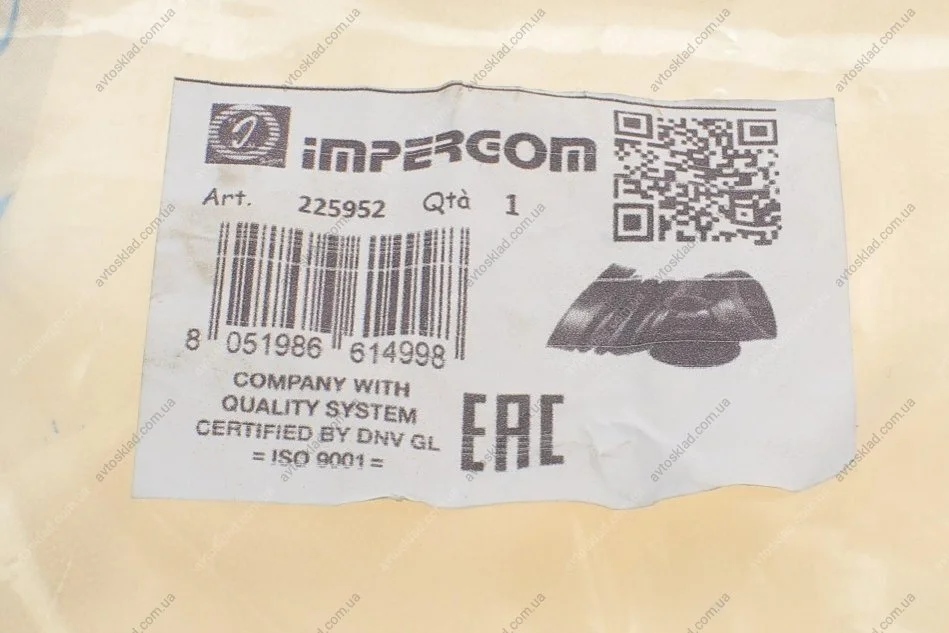 impergom
Art. 225952 Qtà 1
8 051986 614998
COMPANY WITH
QUALITY SYSTEM
CERTIFIED BY DNV GL
= ISO 9001 =
EAC
avtosklad.com.ua